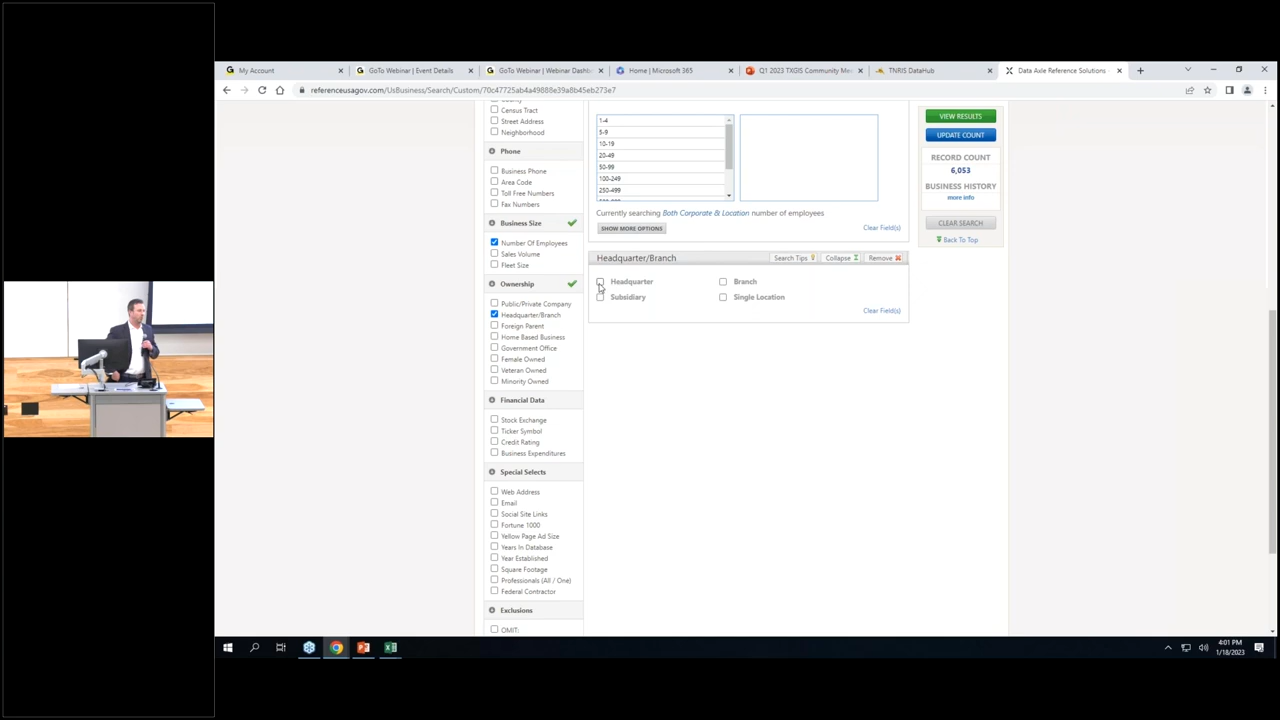 My Account
GoTo Webinar | Event Details
GoTo Webinar | Webinar Dashb
Home | Microsoft 365
Q1 2023 TXGIS Community Me
TNRIS DataHub
Data Axle Reference Solutions
referenceusagov.com/UsBusiness/Search/Custom/70c47725ab4a49888e39a8b45eb273e7
Census Tract
Street Address
Neighborhood
Phone
Business Phone
Area Code
Toll Free Numbers
Fax Numbers
Business Size
Number Of Employees
Sales Volume
Fleet Size
Ownership
Public/Private Company
Headquarter/Branch
Foreign Parent
Home Based Business
Government Office
Female Owned
Veteran Owned
Minority Owned
Financial Data
Stock Exchange
Ticker Symbol
Credit Rating
Business Expenditures
Special Selects
Web Address
Email
Social Site Links
Fortune 1000
Yellow Page Ad Size
Years In Database
Year Established
Square Footage
Professionals (All / One)
Federal Contractor
Exclusions
OMIT:
1-4
5-9
10-19
20-49
50-99
100-249
250-499
Currently searching Both Corporate & Location number of employees
SHOW MORE OPTIONS
Clear Field(s)
Headquarter/Branch
Search Tips
Collapse
Remove
Headquarter
Branch
Subsidiary
Single Location
Clear Field(s)
VIEW RESULTS
UPDATE COUNT
RECORD COUNT
6,053
BUSINESS HISTORY
more info
CLEAR SEARCH
Back To Top
4:01 PM
1/18/2023